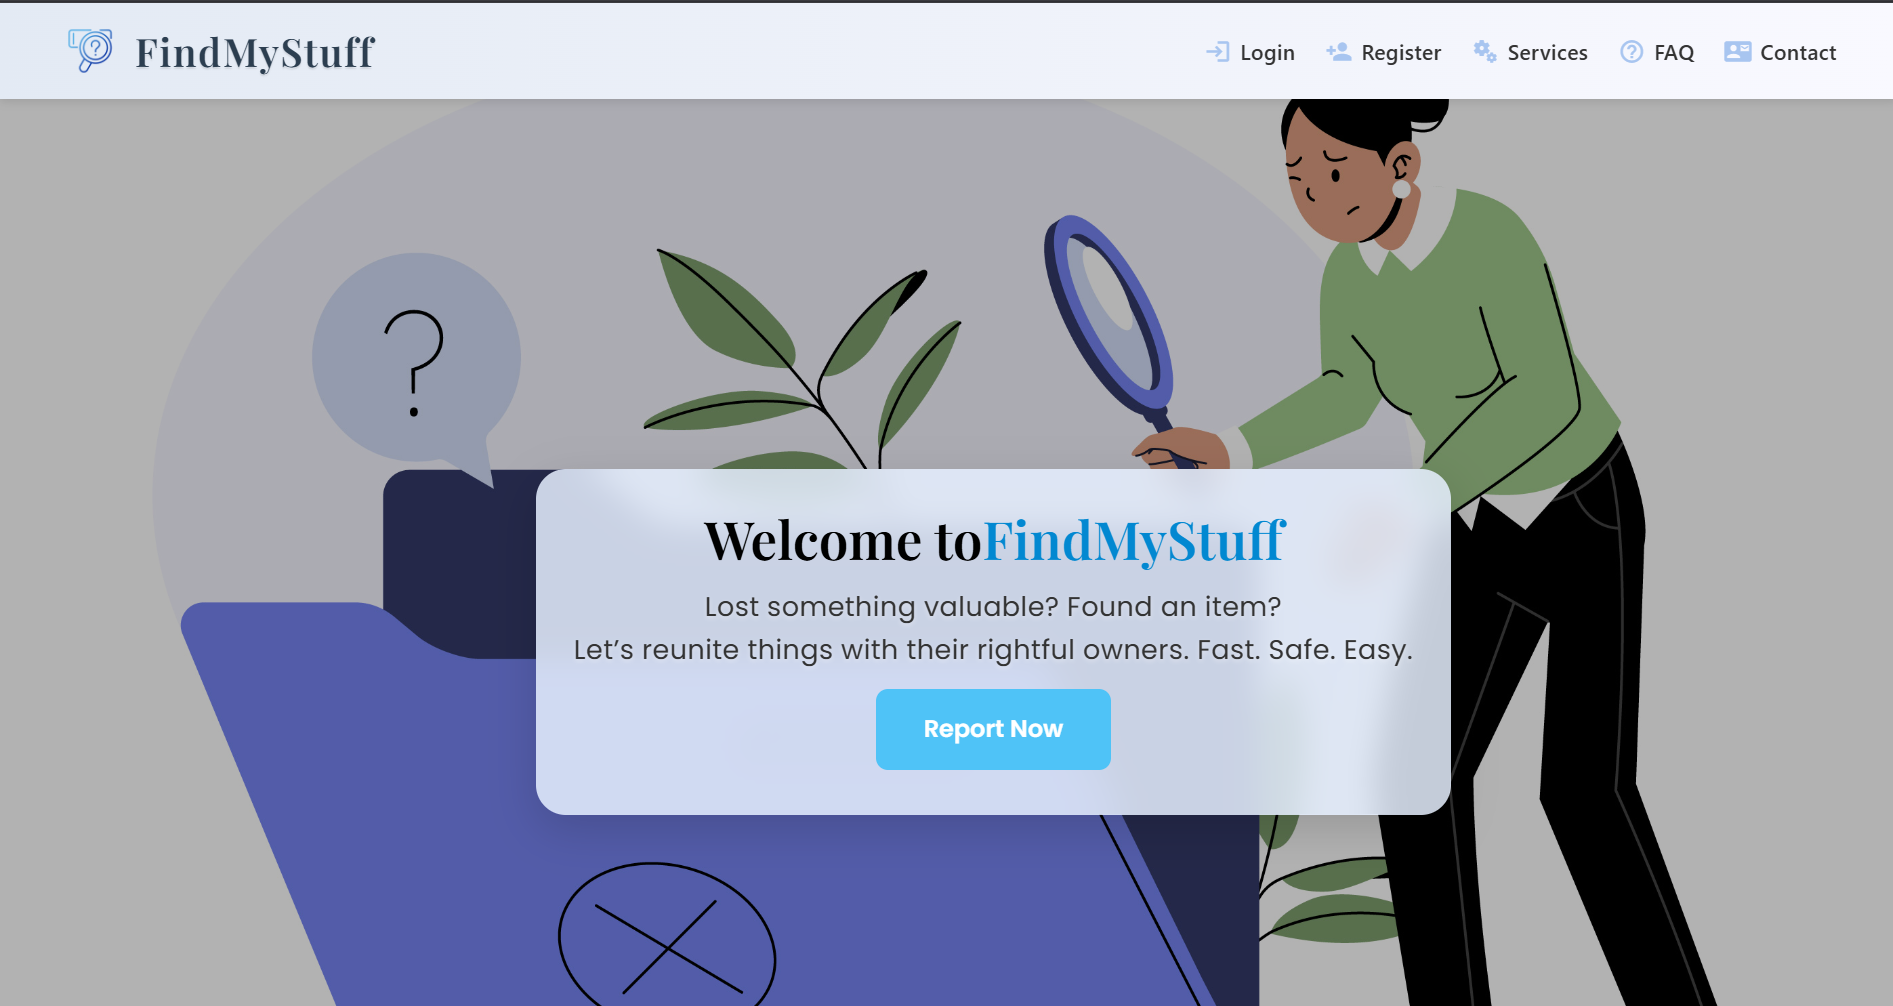 FindMyStuff
Login
Register
Services
FAQ
Contact
?
Welcome toFindMyStuff
Lost something valuable? Found an item?
Let’s reunite things with their rightful owners. Fast. Safe. Easy.
Report Now